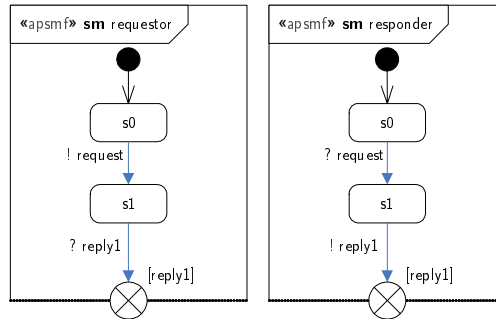 «apsmf» sm requestor
s0
! request
s1
? reply1
[reply1]
«apsmf» sm responder
s0
? request
s1
! reply1
[reply1]